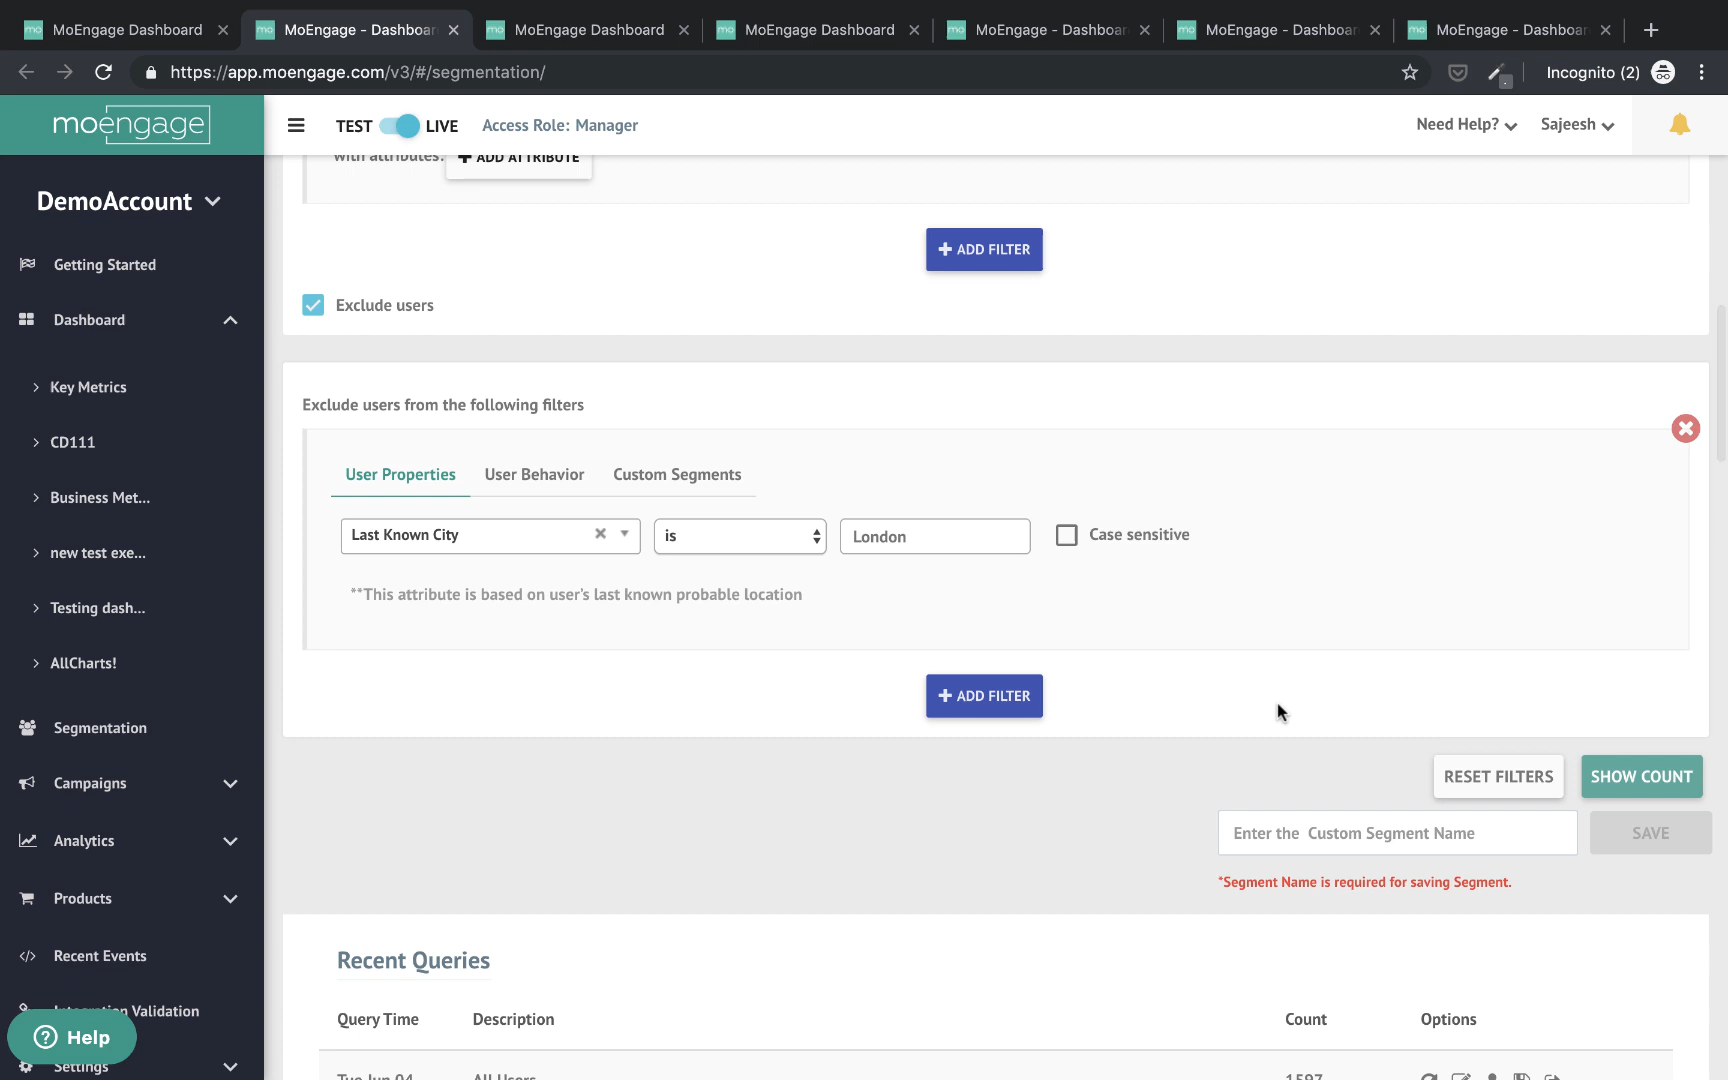 MoEngage Dashboard
MoEngage - Dashboar
MoEngage Dashboard
MoEngage Dashboard
MoEngage - Dashboar
MoEngage - Dashboar
MoEngage - Dashboar
https://app.moengage.com/v3/#/segmentation/
Incognito (2)
moengage
TEST LIVE Access Role: Manager
Need Help?
Sajeesh
with attributes: + ADD ATTRIBUTE
DemoAccount
Getting Started
Dashboard
Key Metrics
CD111
Business Met...
new test exe...
Testing dash...
AllCharts!
Segmentation
Campaigns
Analytics
Products
Recent Events
Integration Validation
Help
Settings
+ ADD FILTER
Exclude users
Exclude users from the following filters
User Properties User Behavior Custom Segments
Last Known City
is
London
Case sensitive
**This attribute is based on user's last known probable location
+ ADD FILTER
RESET FILTERS
SHOW COUNT
Enter the Custom Segment Name
SAVE
*Segment Name is required for saving Segment.
Recent Queries
Query Time Description Count Options
Tue Jun 04 All Users 1597